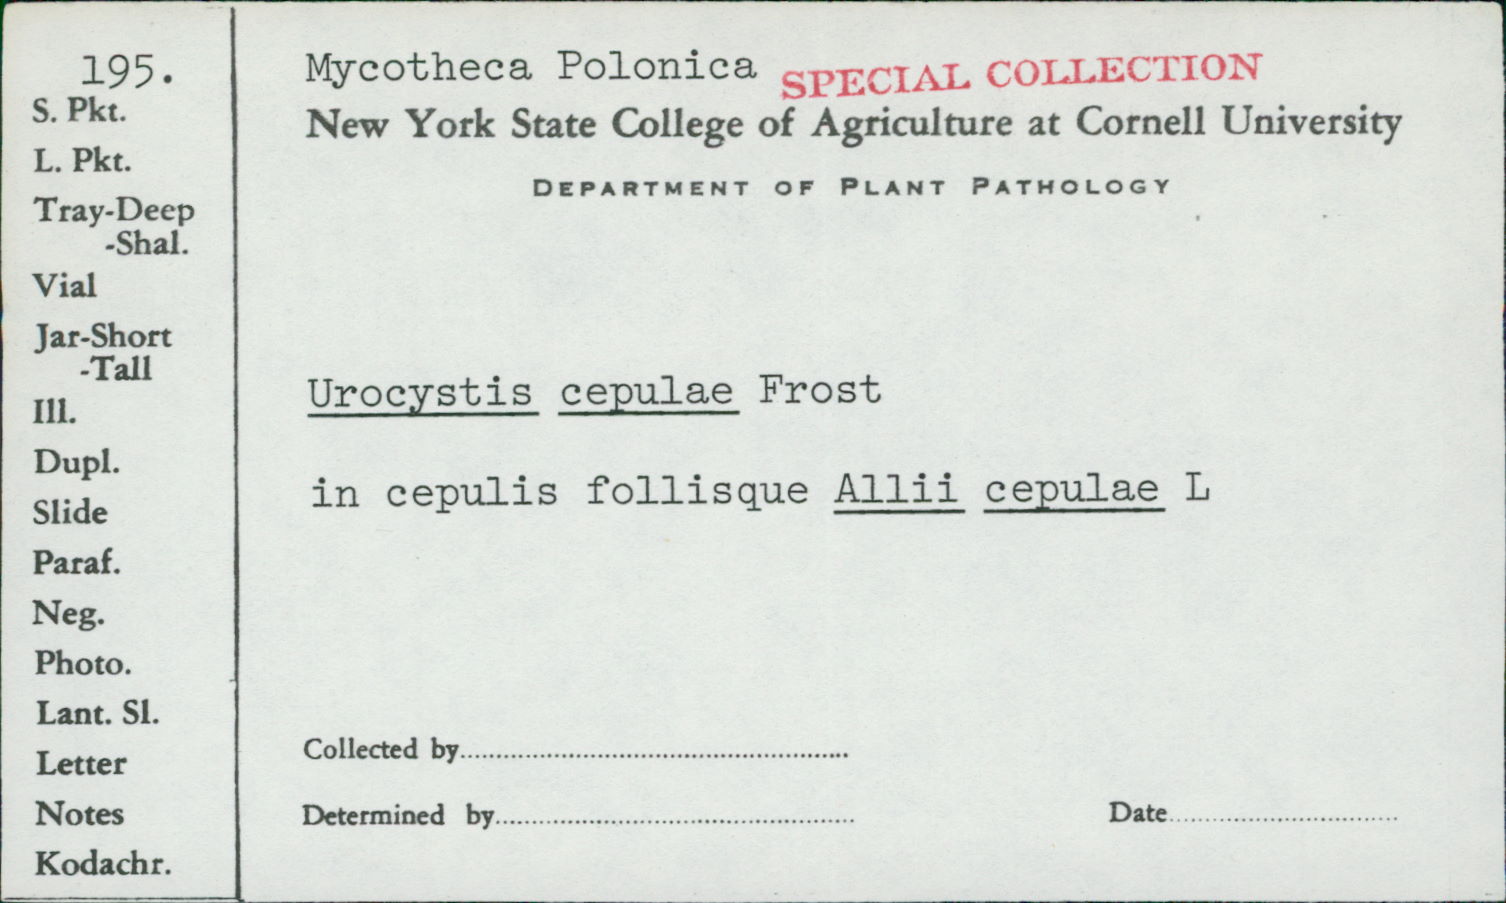 195.
S. Pkt.
L. Pkt.
Tray-Deep
-Shal.
Vial
Jar-Short
-Tall
Ill.
Dupl.
Slide
Paraf.
Neg.
Photo.
Lant. Sl.
Letter
Notes
Kodachr.
Mycotheca Polonica SPECIAL COLLECTION
New York State College of Agriculture at Cornell University
DEPARTMENT OF PLANT PATHOLOGY
Urocystis cepulae Frost
in cepulis follisque Allii cepulae L
Collected by
Determined by
Date